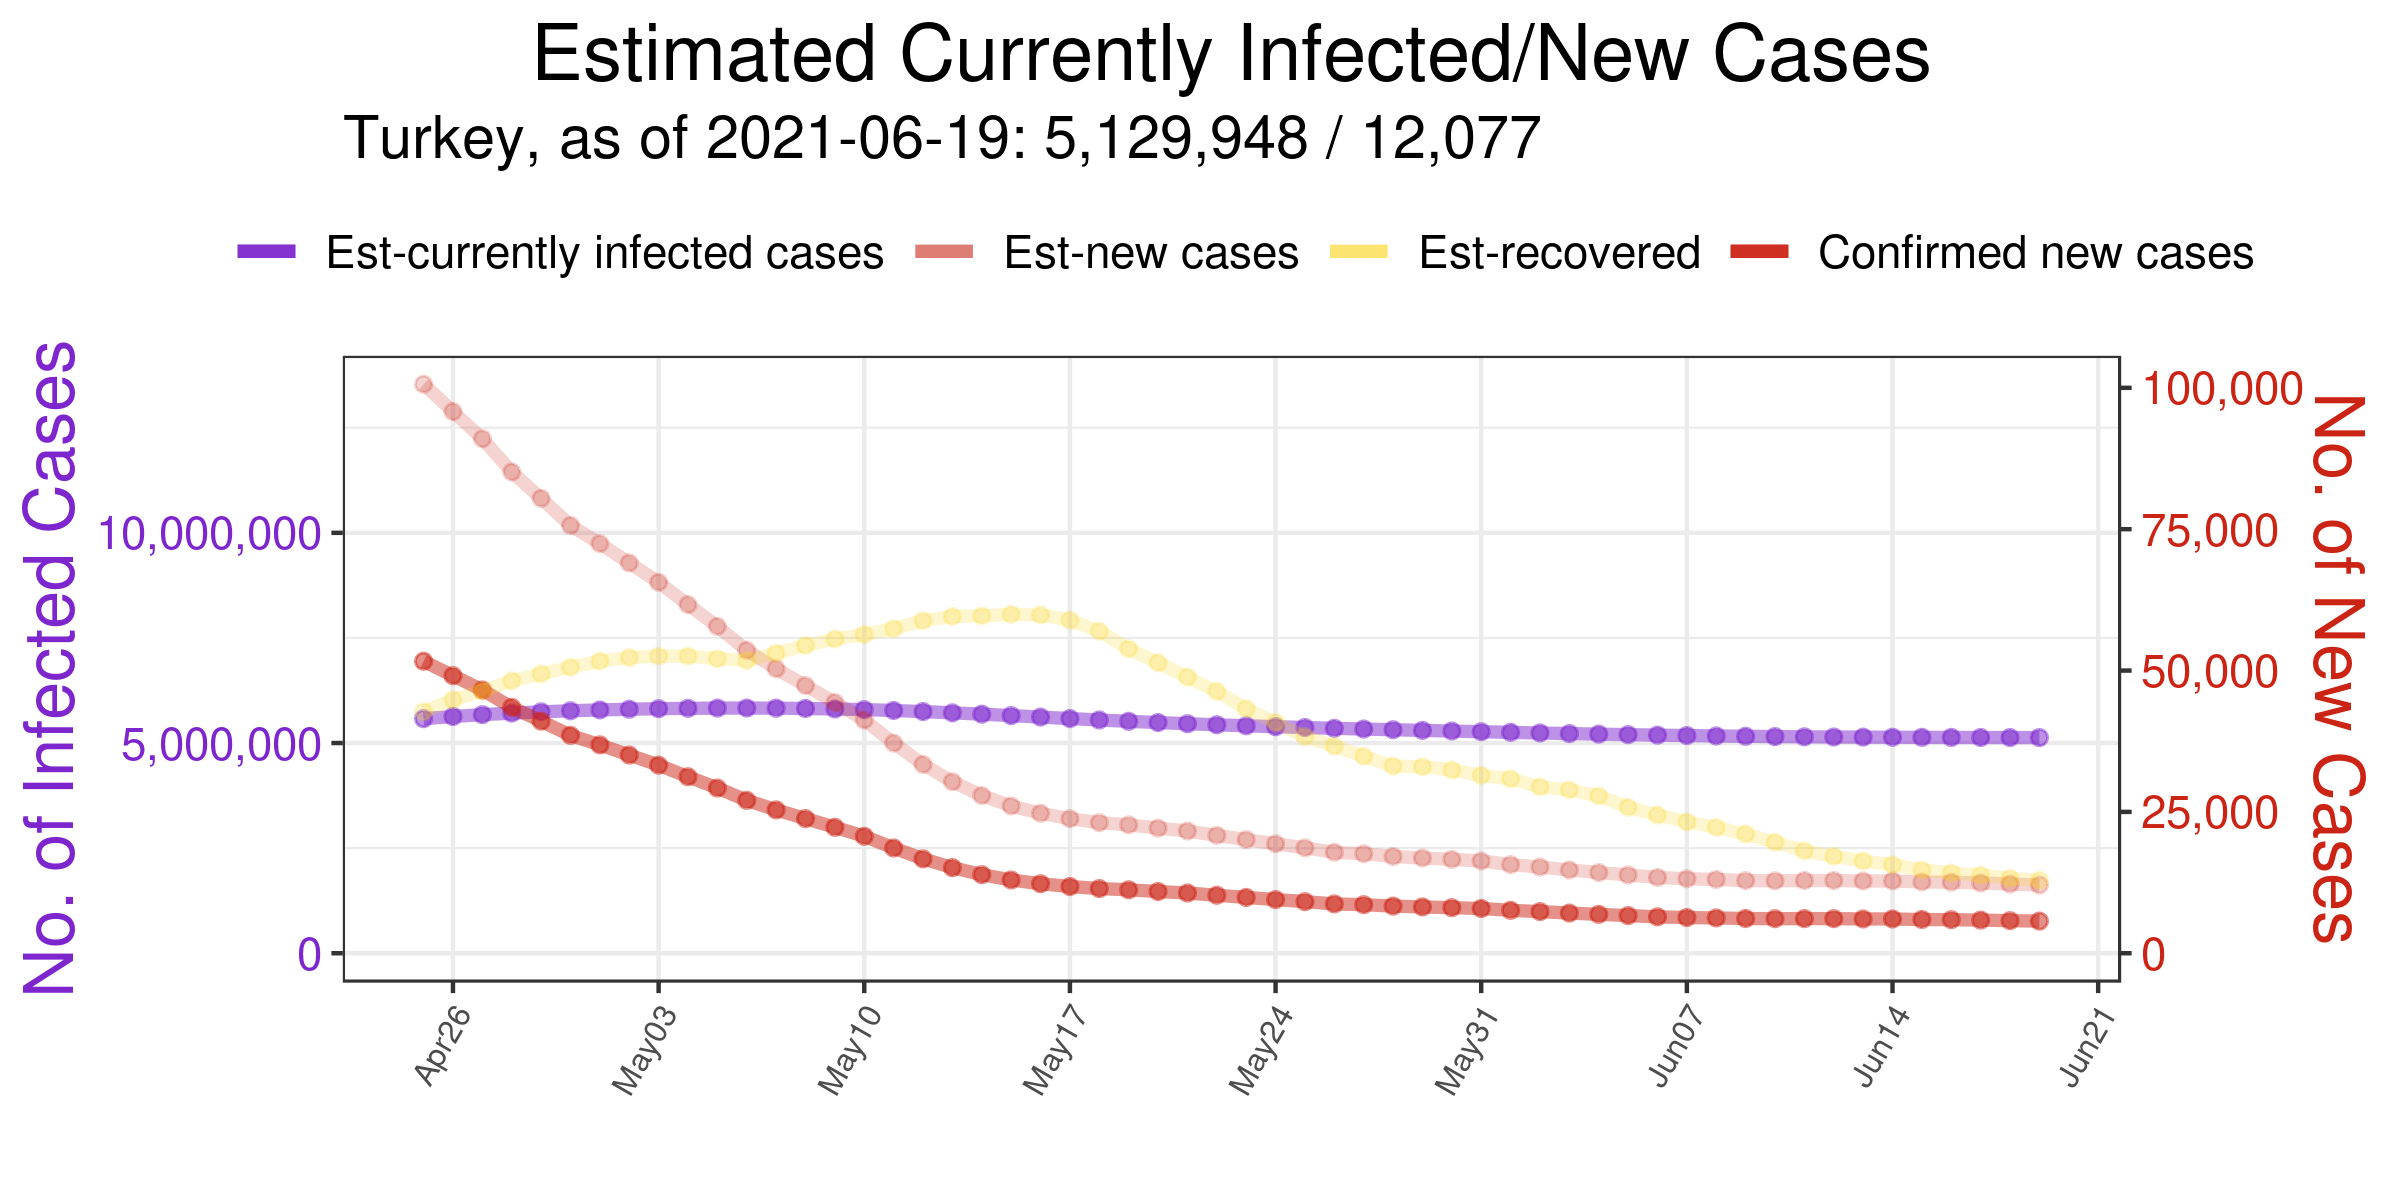 Estimated Currently Infected/New Cases
Turkey, as of 2021-06-19: 5,129,948 / 12,077
Est-currently infected cases Est-new cases Est-recovered Confirmed new cases
No. of Infected Cases
10,000,000
5,000,000
0
100,000
75,000
50,000
25,000
0
No. of New Cases
Apr26 May03 May10 May17 May24 May31 Jun07 Jun14 Jun21